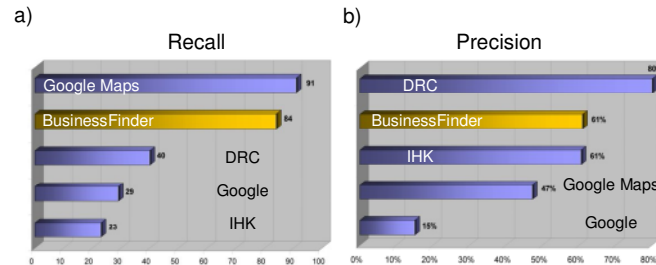 a)
Recall
Google Maps 91
BusinessFinder 84
40 DRC
29 Google
23 IHK
0 10 20 30 40 50 60 70 80 90 100
b)
Precision
80
DRC
BusinessFinder 61%
IHK 61%
47% Google Maps
15% Google
0% 10% 20% 30% 40% 50% 60% 70% 80%